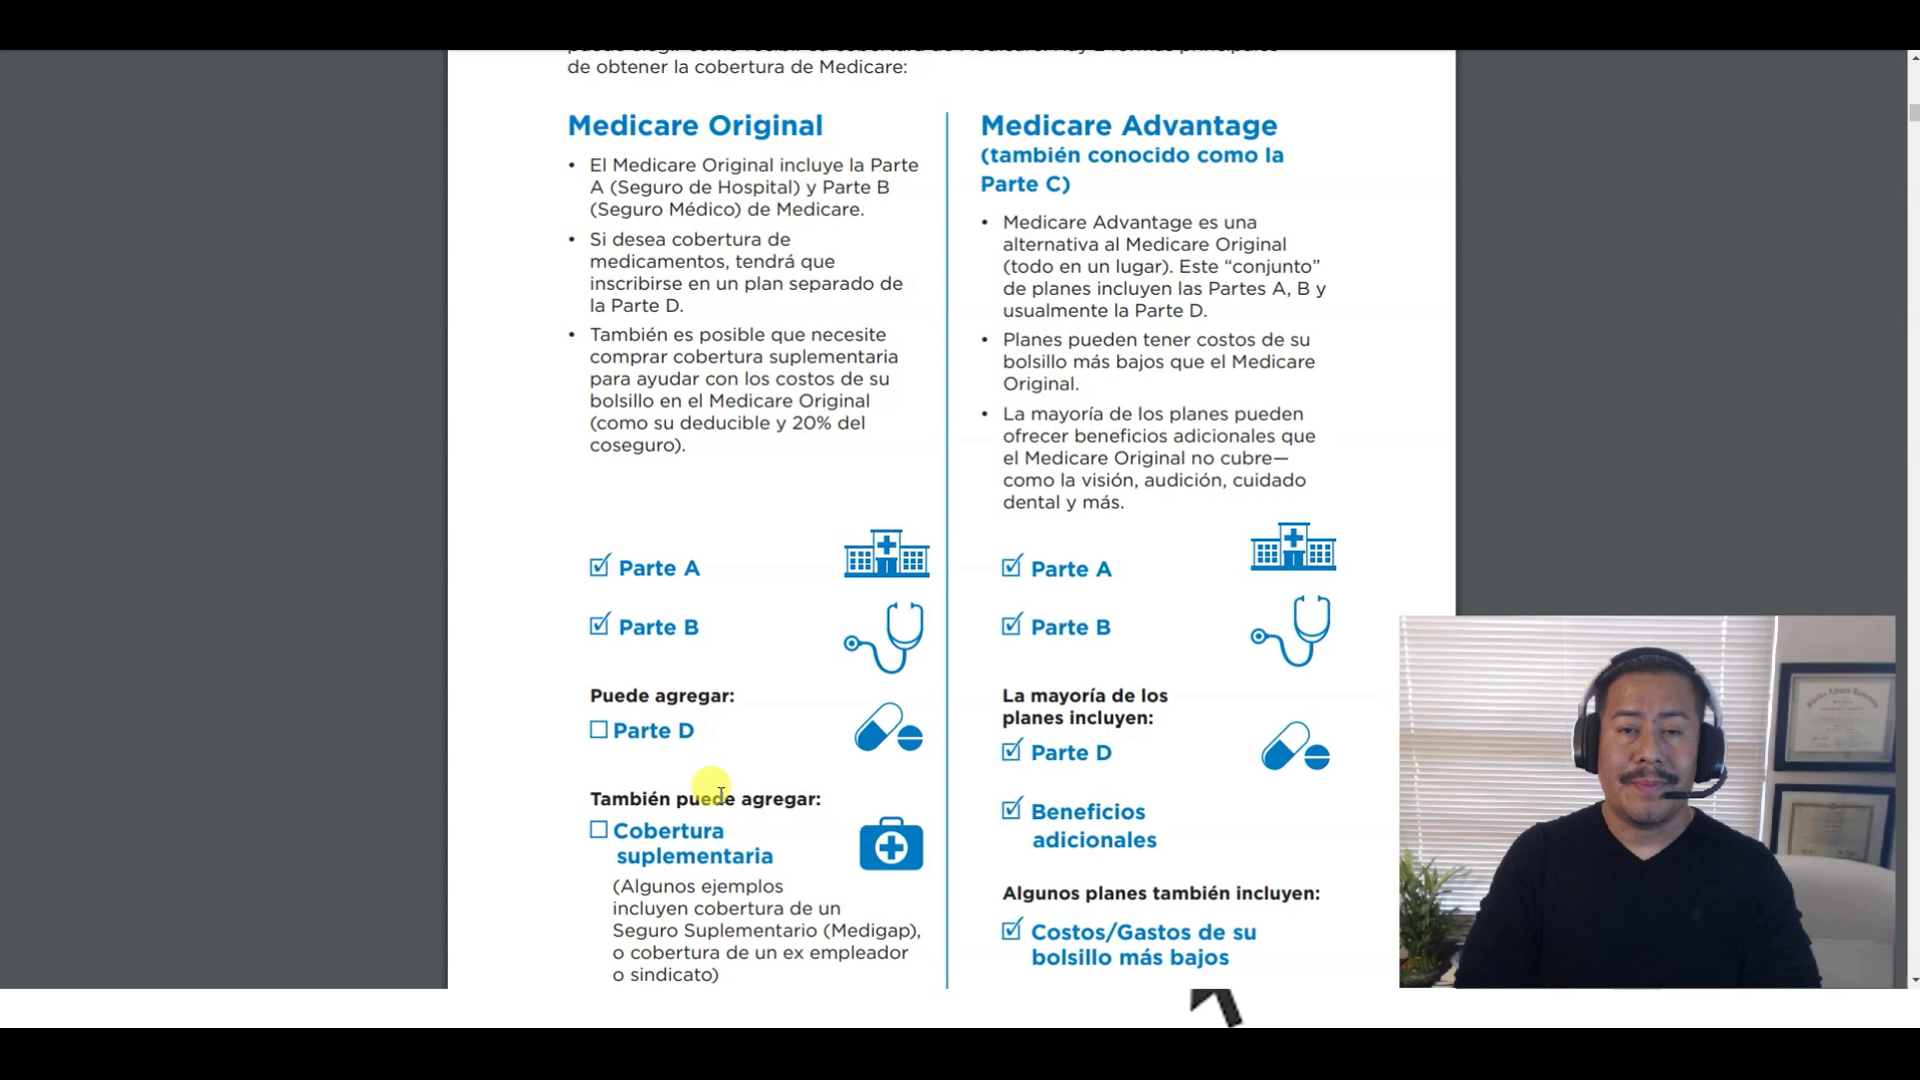 de obtener la cobertura de Medicare:
Medicare Original
• El Medicare Original incluye la Parte
A (Seguro de Hospital) y Parte B
(Seguro Médico) de Medicare.
• Si desea cobertura de
medicamentos, tendrá que
inscribirse en un plan separado de
la Parte D.
• También es posible que necesite
comprar cobertura suplementaria
para ayudar con los costos de su
bolsillo en el Medicare Original
(como su deducible y 20% del
coseguro).
Parte A
Parte B
Puede agregar:
Parte D
También puede agregar:
Cobertura
suplementaria
(Algunos ejemplos
incluyen cobertura de un
Seguro Suplementario (Medigap),
o cobertura de un ex empleador
o sindicato)
Medicare Advantage
(también conocido como la
Parte C)
• Medicare Advantage es una
alternativa al Medicare Original
(todo en un lugar). Este “conjunto”
de planes incluyen las Partes A, B y
usualmente la Parte D.
• Planes pueden tener costos de su
bolsillo más bajos que el Medicare
Original.
• La mayoría de los planes pueden
ofrecer beneficios adicionales que
el Medicare Original no cubre—
como la visión, audición, cuidado
dental y más.
Parte A
Parte B
La mayoría de los
planes incluyen:
Parte D
Beneficios
adicionales
Algunos planes también incluyen:
Costos/Gastos de su
bolsillo más bajos